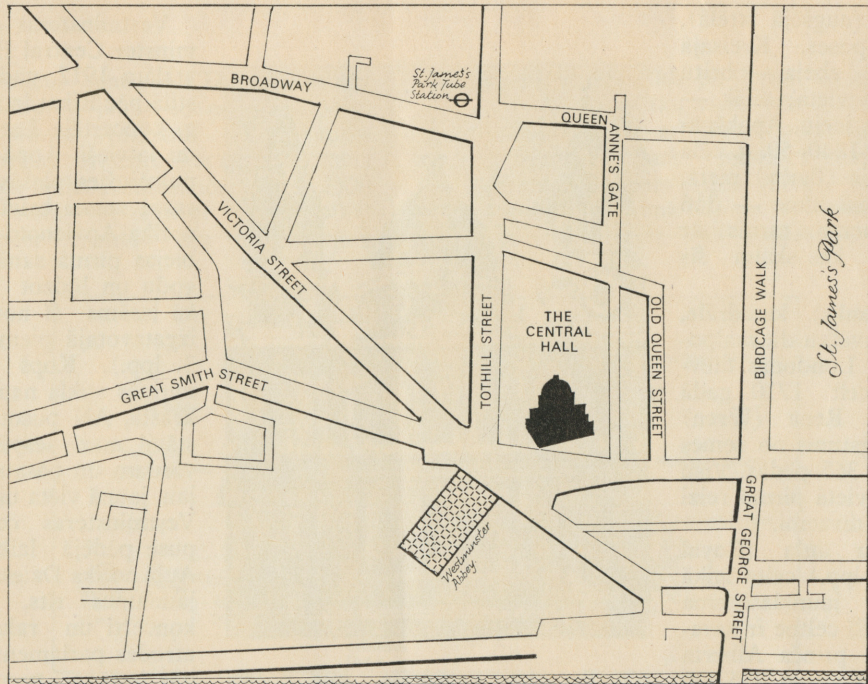 BROADWAY
St. James's
Park Tube
Station
QUEEN
ANNE'S GATE
VICTORIA STREET
St. James's Park
THE
CENTRAL
HALL
TOTHILL STREET
OLD QUEEN STREET
BIRDCAGE WALK
GREAT SMITH STREET
Westminster
Abbey
GREAT GEORGE STREET